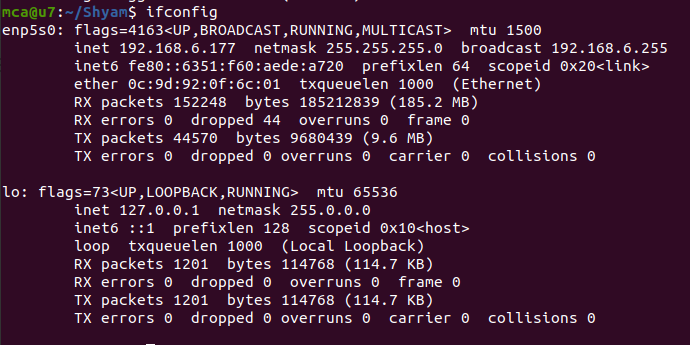 mca@u7:~/Shyam$ ifconfig
enp5s0: flags=4163<UP,BROADCAST,RUNNING,MULTICAST>  mtu 1500
        inet 192.168.6.177  netmask 255.255.255.0  broadcast 192.168.6.255
        inet6 fe80::6351:f60:aede:a720  prefixlen 64  scopeid 0x20<link>
        ether 0c:9d:92:0f:6c:01  txqueuelen 1000  (Ethernet)
        RX packets 152248  bytes 185212839 (185.2 MB)
        RX errors 0  dropped 44  overruns 0  frame 0
        TX packets 44570  bytes 9680439 (9.6 MB)
        TX errors 0  dropped 0 overruns 0  carrier 0  collisions 0
lo: flags=73<UP,LOOPBACK,RUNNING>  mtu 65536
        inet 127.0.0.1  netmask 255.0.0.0
        inet6 ::1  prefixlen 128  scopeid 0x10<host>
        loop  txqueuelen 1000  (Local Loopback)
        RX packets 1201  bytes 114768 (114.7 KB)
        RX errors 0  dropped 0  overruns 0  frame 0
        TX packets 1201  bytes 114768 (114.7 KB)
        TX errors 0  dropped 0 overruns 0  carrier 0  collisions 0